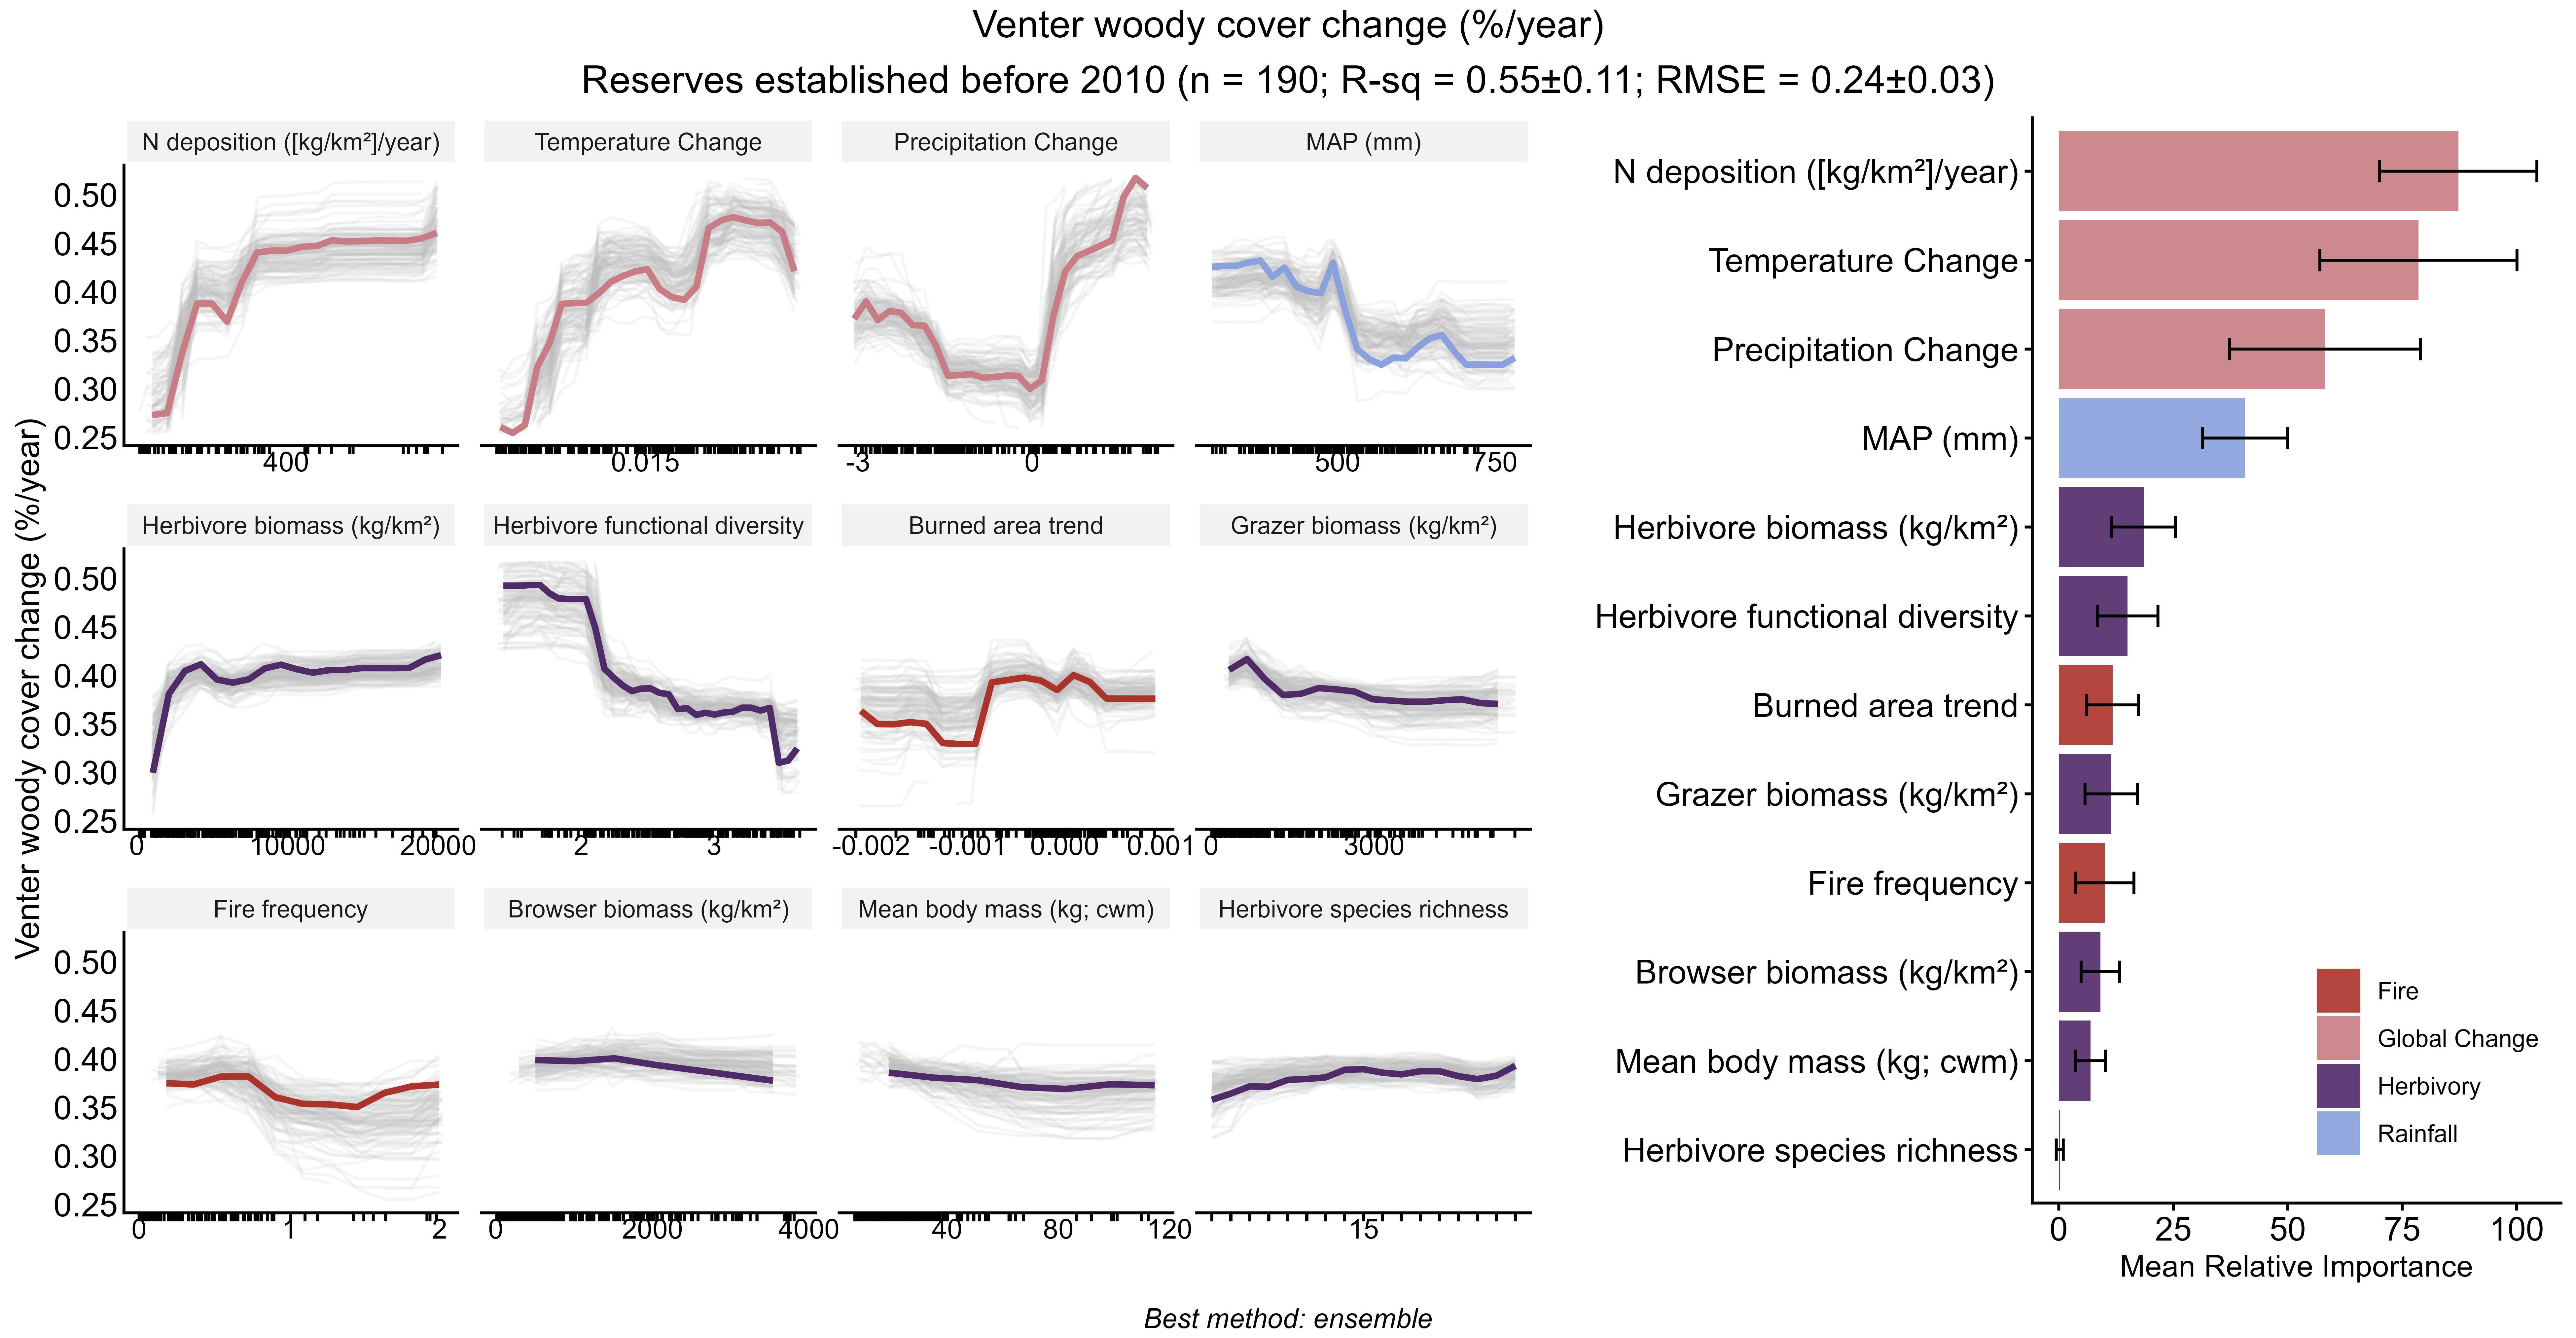 Venter woody cover change (%/year)
Reserves established before 2010 (n = 190; R-sq = 0.55±0.11; RMSE = 0.24±0.03)
Venter woody cover change (%/year)
N deposition ([kg/km²]/year)
Temperature Change
Precipitation Change
MAP (mm)
0.50
0.45
0.40
0.35
0.30
0.25
400
0.015
-3 0
500 750
Herbivore biomass (kg/km²)
Herbivore functional diversity
Burned area trend
Grazer biomass (kg/km²)
0.50
0.45
0.40
0.35
0.30
0.25
0 10000 20000
2 3
-0.002 -0.001 0.000 0.001
0 3000
Fire frequency
Browser biomass (kg/km²)
Mean body mass (kg; cwm)
Herbivore species richness
0.50
0.45
0.40
0.35
0.30
0.25
0 1 2
0 2000 4000
40 80 120
15
N deposition ([kg/km²]/year)
Temperature Change
Precipitation Change
MAP (mm)
Herbivore biomass (kg/km²)
Herbivore functional diversity
Burned area trend
Grazer biomass (kg/km²)
Fire frequency
Browser biomass (kg/km²)
Mean body mass (kg; cwm)
Herbivore species richness
Fire
Global Change
Herbivory
Rainfall
0 25 50 75 100
Mean Relative Importance
Best method: ensemble